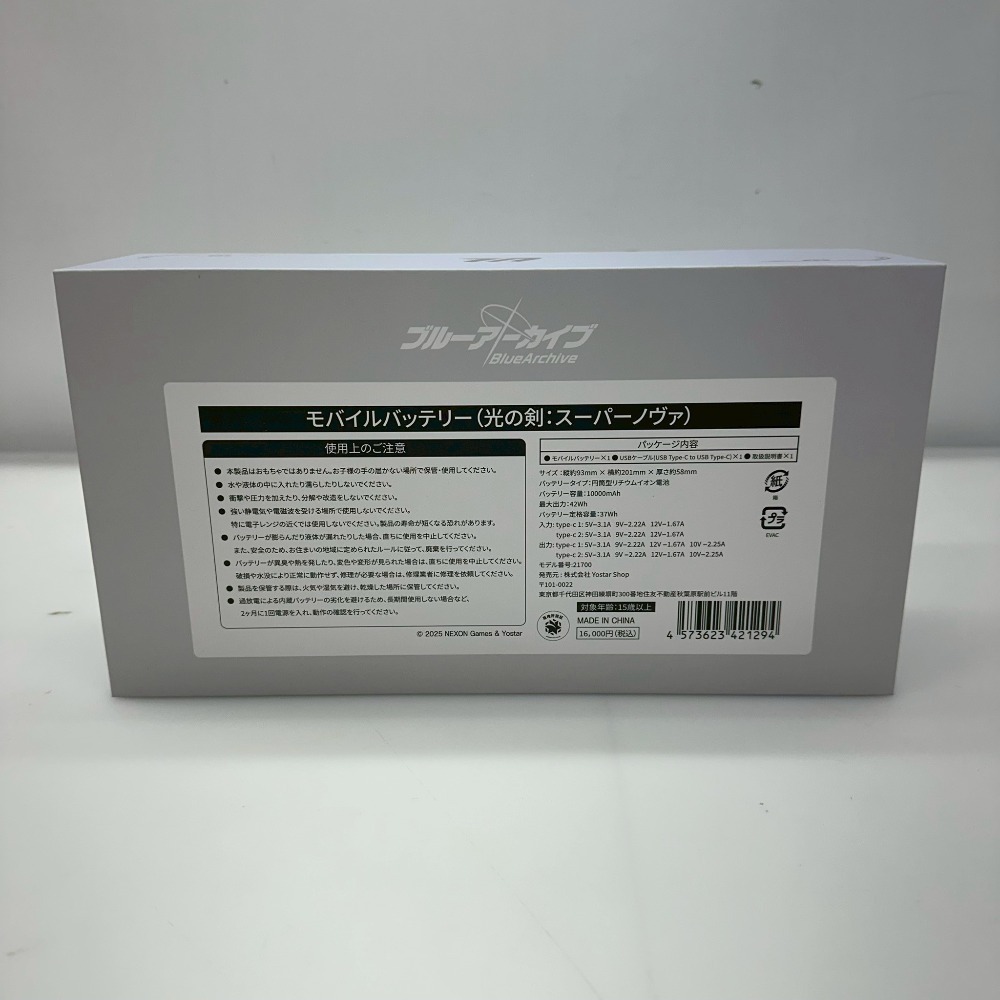 ブルーアーカイブ
BlueArchive
モバイルバッテリー(光の剣:スーパーノヴァ)
使用上のご注意
● 本製品はおもちゃではありません。お子様の手の届かない場所で保管・使用してください。
● 水や液体の中に入れたり濡らしたりしないでください。
● 衝撃や圧力を加えたり、分解や改造をしないでください。
● 強い静電気や電磁波を受ける場所で使用しないでください。
特に電子レンジの近くでは使用しないでください。製品の寿命が短くなる恐れがあります。
● バッテリーが膨らんだり液体が漏れたりした場合、直ちに使用を中止してください。
また、安全のため、お住まいの地域に定められたルールに従って、廃棄を行ってください。
● バッテリーが異臭や熱を発したり、変色や変形が見られた場合は、直ちに使用を中止してください。
破損や水没により正常に動作せず、修理が必要な場合は、修理業者に修理を依頼してください。
● 製品を保管する際は、火気や湿気を避け、乾燥した場所に保管してください。
● 過放電による内蔵バッテリーの劣化を避けるため、長期間使用しない場合など、
2ヶ月に1回電源を入れ、動作の確認を行ってください。
© 2025 NEXON Games & Yostar
パッケージ内容
● モバイルバッテリー×1 ● USBケーブル(USB Type-C to USB Type-C)×1 ● 取扱説明書×1
サイズ:縦約93mm × 横約201mm × 厚さ約58mm
バッテリータイプ:円筒型リチウムイオン電池
バッテリー容量:10000mAh
最大出力:42Wh
バッテリー定格容量:37Wh
入力: type-c 1: 5V⎓3.1A 9V⎓2.22A 12V⎓1.67A
type-c 2: 5V⎓3.1A 9V⎓2.22A 12V⎓1.67A
出力: type-c 1: 5V⎓3.1A 9V⎓2.22A 12V⎓1.67A 10V⎓2.25A
type-c 2: 5V⎓3.1A 9V⎓2.22A 12V⎓1.67A 10V⎓2.25A
モデル番号:21700
発売元:株式会社 Yostar Shop
〒101-0022
東京都千代田区神田練塀町300番地住友不動産秋葉原駅前ビル11階
対象年齢:15歳以上
MADE IN CHINA
16,000円(税込)
4 573623 421294
紙
箱
プラ
EVAC